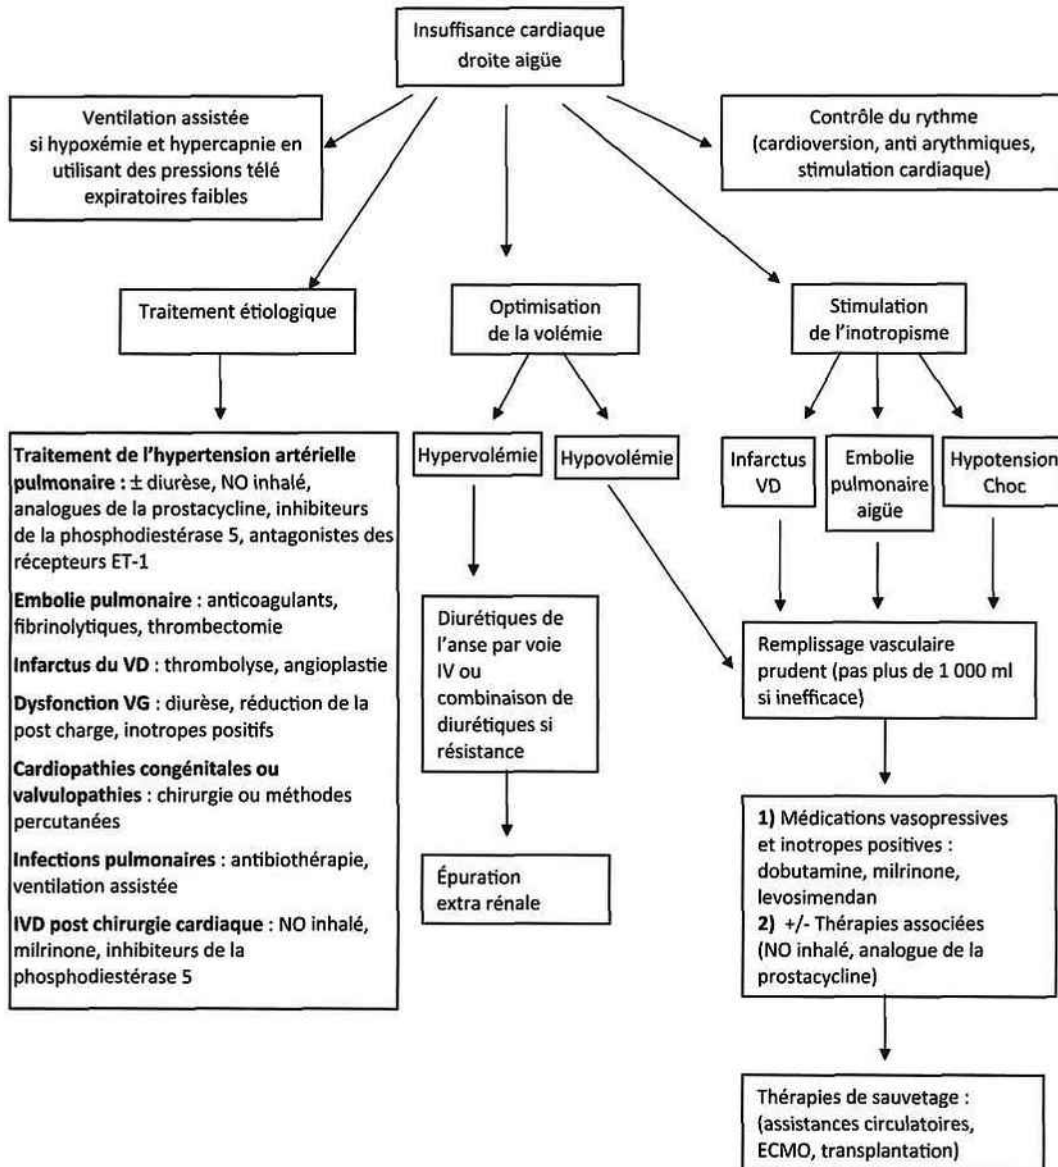 Insuffisance cardiaque
droite aigüe
Ventilation assistée
si hypoxémie et hypercapnie en
utilisant des pressions télé
expiratoires faibles
Contrôle du rythme
(cardioversion, anti arythmiques,
stimulation cardiaque)
Traitement étiologique
Optimisation
de la volémie
Stimulation
de l'inotropisme
Traitement de l'hypertension artérielle
pulmonaire : ± diurèse, NO inhalé,
analogues de la prostacycline, inhibiteurs
de la phosphodiestérase 5, antagonistes des
récepteurs ET-1
Embolie pulmonaire : anticoagulants,
fibrinolytiques, thrombectomie
Infarctus du VD : thrombolyse, angioplastie
Dysfonction VG : diurèse, réduction de la
post charge, inotropes positifs
Cardiopathies congénitales ou
valvulopathies : chirurgie ou méthodes
percutanées
Infections pulmonaires : antibiothérapie,
ventilation assistée
IVD post chirurgie cardiaque : NO inhalé,
milrinone, inhibiteurs de la
phosphodiestérase 5
Hypervolémie
Hypovolémie
Infarctus
VD
Embolie
pulmonaire
aigüe
Hypotension
Choc
Diurétiques de
l'anse par voie
IV ou
combinaison de
diurétiques si
résistance
Remplissage vasculaire
prudent (pas plus de 1 000 ml
si inefficace)
Épuration
extra rénale
1) Médications vasopressives
et inotropes positives :
dobutamine, milrinone,
levosimendan
2) +/- Thérapies associées
(NO inhalé, analogue de la
prostacycline)
Thérapies de sauvetage :
(assistances circulatoires,
ECMO, transplantation)